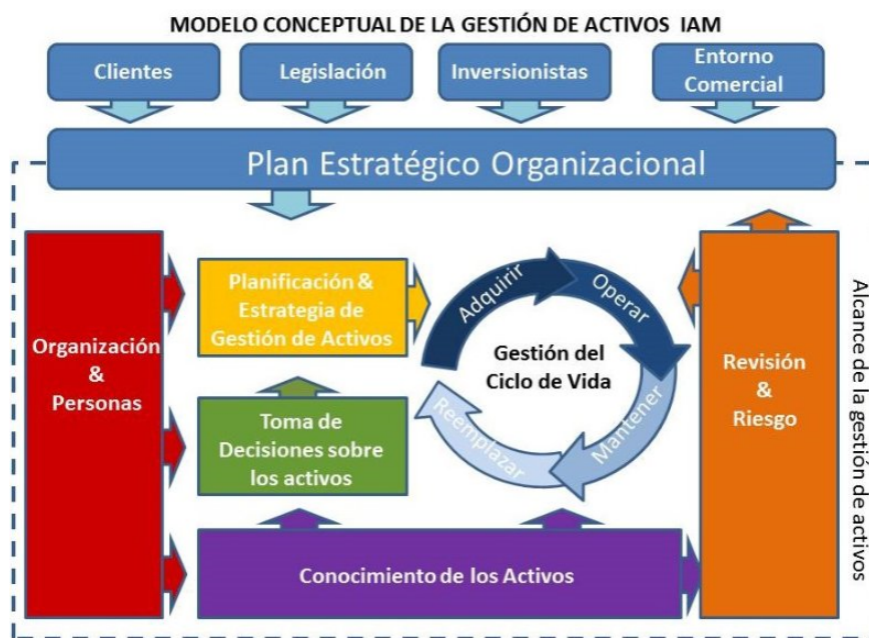 MODELO CONCEPTUAL DE LA GESTIÓN DE ACTIVOS IAM
Clientes
Legislación
Inversionistas
Entorno
Comercial
Plan Estratégico Organizacional
Organización
&
Personas
Planificación &
Estrategia de
Gestión de Activos
Toma de
Decisiones sobre
los activos
Adquirir
Operar
Mantener
Reemplazar
Gestión del
Ciclo de Vida
Revisión
&
Riesgo
Conocimiento de los Activos
Alcance de la gestión de activos